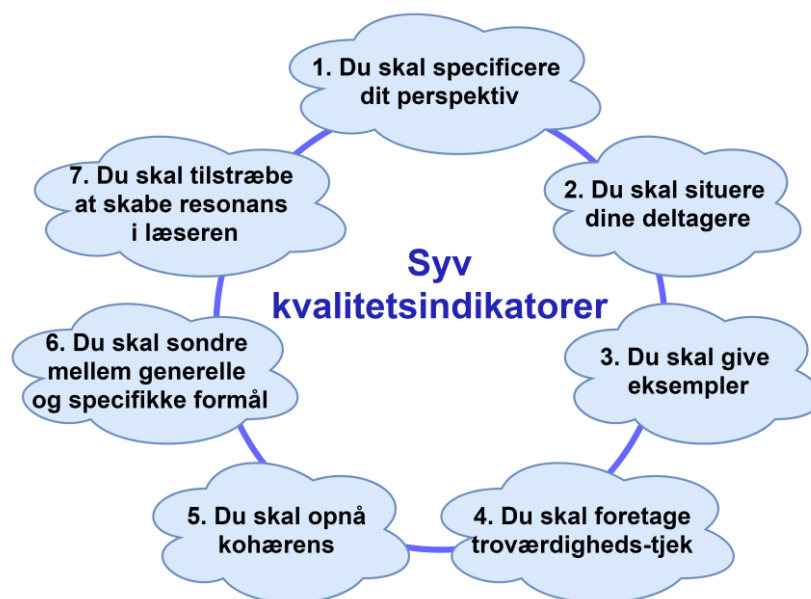 1. Du skal specificere
dit perspektiv
2. Du skal situere
dine deltagere
3. Du skal give
eksempler
4. Du skal foretage
troværdigheds-tjek
5. Du skal opnå
kohærens
6. Du skal sondre
mellem generelle
og specifikke formål
7. Du skal tilstræbe
at skabe resonans
i læseren
Syv
kvalitetsindikatorer